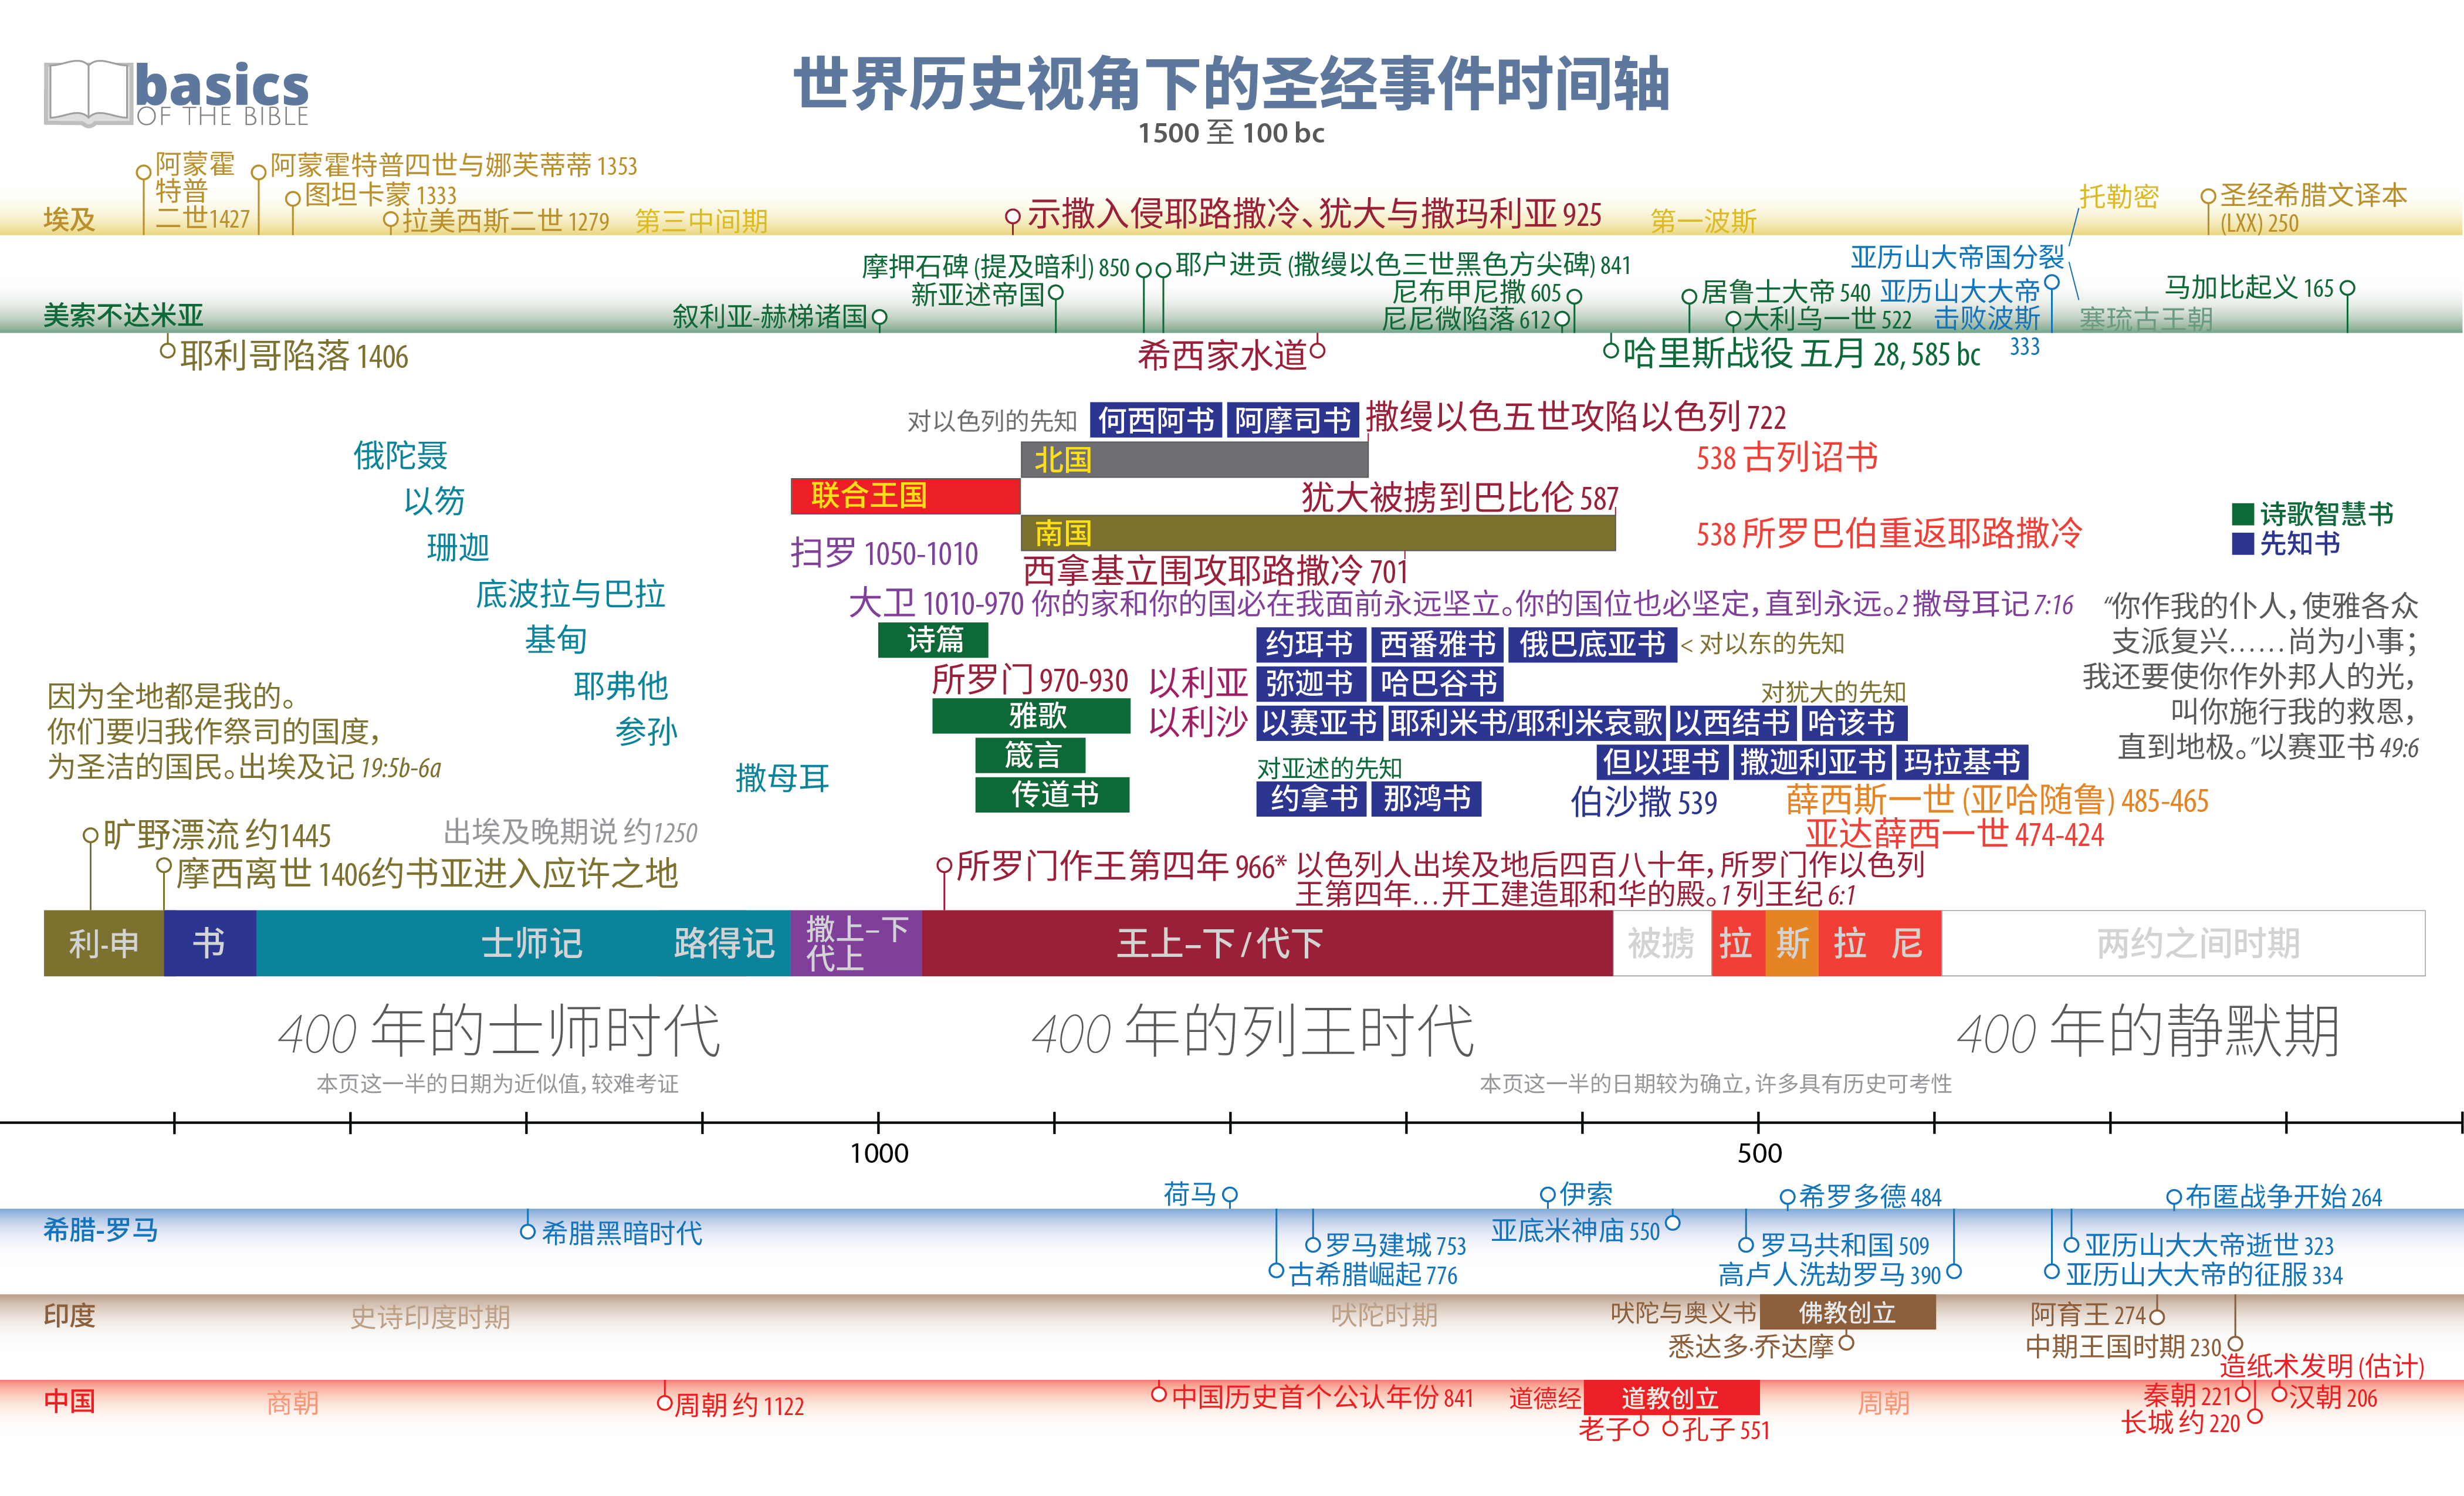 basics
OF THE BIBLE
世界历史视角下的圣经事件时间轴
1500 至 100 bc
阿蒙霍
特普
二世1427
阿蒙霍特普四世与娜芙蒂蒂 1353
图坦卡蒙 1333
拉美西斯二世 1279
埃及
第三中间期
示撒入侵耶路撒冷、犹大与撒玛利亚 925
第一波斯
托勒密
圣经希腊文译本
(LXX) 250
摩押石碑 (提及暗利) 850
耶户进贡 (撒缦以色三世黑色方尖碑) 841
新亚述帝国
叙利亚-赫梯诸国
尼布甲尼撒 605
尼尼微陷落 612
居鲁士大帝 540
大利乌一世 522
亚历山大帝国分裂
亚历山大大帝
击败波斯
333
塞琉古王朝
马加比起义 165
美索不达米亚
耶利哥陷落 1406
希西家水道
哈里斯战役 五月 28, 585 bc
对以色列的先知
何西阿书
阿摩司书
撒缦以色五世攻陷以色列 722
俄陀聂
北国
538 古列诏书
以笏
联合王国
犹大被掳到巴比伦 587
南国
538 所罗巴伯重返耶路撒冷
诗歌智慧书
先知书
珊迦
扫罗 1050-1010
西拿基立围攻耶路撒冷 701
底波拉与巴拉
大卫 1010-970 你的家和你的国必在我面前永远坚立。你的国位也必坚定，直到永远。2 撒母耳记 7:16
“你作我的仆人，使雅各众
支派复兴……尚为小事；
我还要使你作外邦人的光，
叫你施行我的救恩，
直到地极。”以赛亚书 49:6
基甸
诗篇
约珥书
西番雅书
俄巴底亚书
< 对以东的先知
耶弗他
所罗门 970-930
以利亚
弥迦书
哈巴谷书
对犹大的先知
因为全地都是我的。
你们要归我作祭司的国度，
为圣洁的国民。出埃及记 19:5b-6a
参孙
雅歌
以利沙
以赛亚书
耶利米书/耶利米哀歌
以西结书
哈该书
撒母耳
箴言
对亚述的先知
但以理书
撒迦利亚书
玛拉基书
传道书
约拿书
那鸿书
伯沙撒 539
薛西斯一世 (亚哈随鲁) 485-465
亚达薛西一世 474-424
旷野漂流 约1445
出埃及晚期说 约1250
摩西离世 1406约书亚进入应许之地
所罗门作王第四年 966* 以色列人出埃及地后四百八十年，所罗门作以色列
王第四年…开工建造耶和华的殿。1 列王纪 6:1
利-申
书
士师记
路得记
撒上–下
代上
王上–下 / 代下
被掳
拉
斯
拉
尼
两约之间时期
400 年的士师时代
400 年的列王时代
400 年的静默期
本页这一半的日期为近似值，较难考证
本页这一半的日期较为确立，许多具有历史可考性
1000
500
荷马
伊索
希罗多德 484
布匿战争开始 264
希腊-罗马
希腊黑暗时代
亚底米神庙 550
罗马建城 753
罗马共和国 509
亚历山大大帝逝世 323
古希腊崛起 776
高卢人洗劫罗马 390
亚历山大大帝的征服 334
印度
史诗印度时期
吠陀时期
吠陀与奥义书
佛教创立
悉达多·乔达摩
阿育王 274
中期王国时期 230
造纸术发明 (估计)
中国
商朝
周朝 约 1122
中国历史首个公认年份 841
道德经
道教创立
老子
孔子 551
周朝
秦朝 221
汉朝 206
长城 约 220